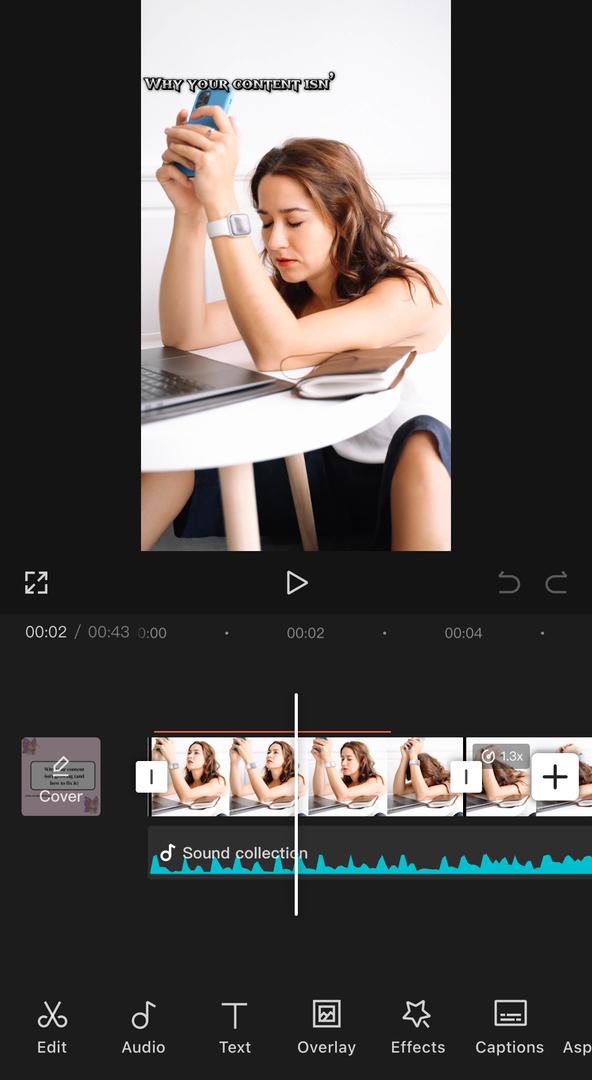 WHY YOUR CONTENT ISN'
00:02 / 00:43
0:00
00:02
00:04
Cover
1.3x
Sound collection
Edit
Audio
Text
Overlay
Effects
Captions
Asp